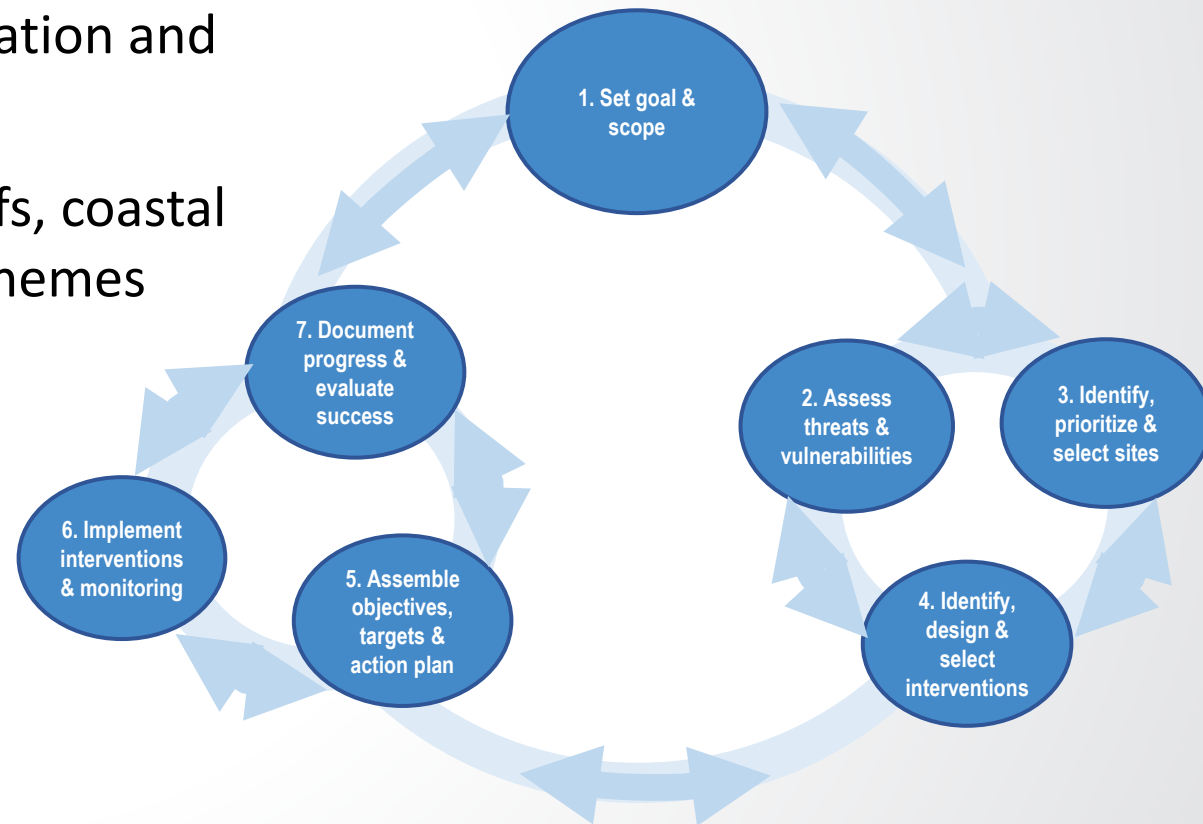 ation and
fs, coastal
hemes
1. Set goal &
scope
2. Assess
threats &
vulnerabilities
3. Identify,
prioritize &
select sites
4. Identify,
design &
select
interventions
5. Assemble
objectives,
targets &
action plan
6. Implement
interventions
& monitoring
7. Document
progress &
evaluate
success